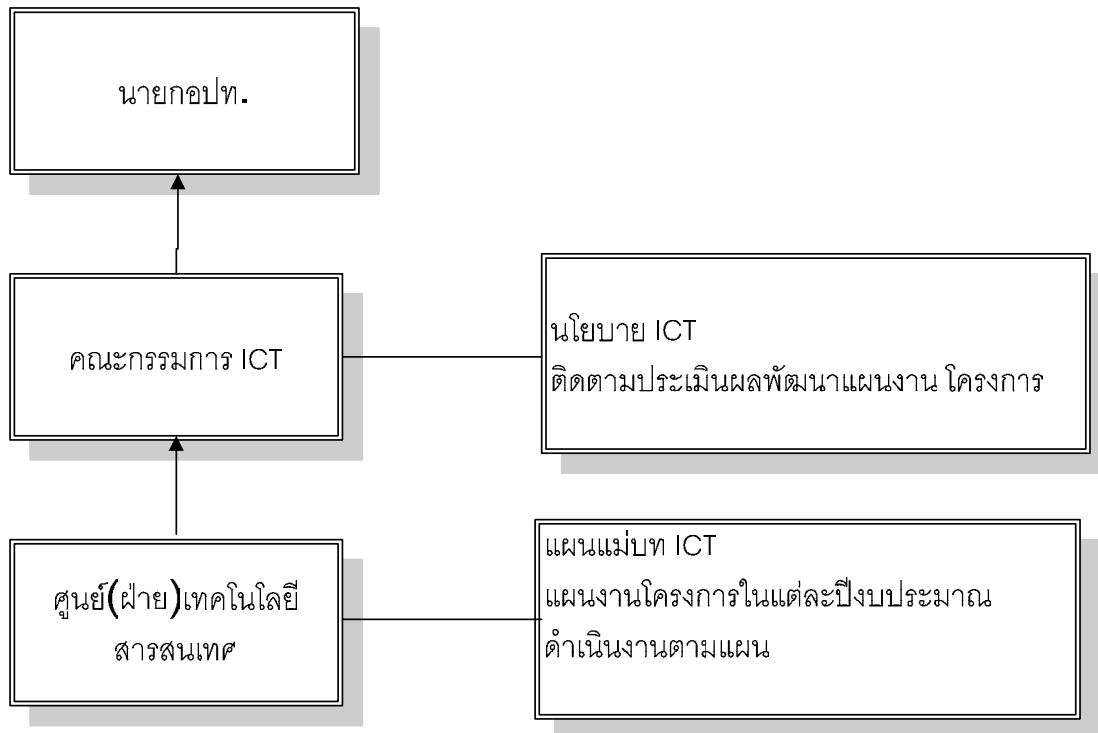 นายกอปท.
คณะกรรมการ ICT
นโยบาย ICT
ติดตามประเมินผลพัฒนาแผนงาน โครงการ
ศูนย์(ฝ่าย)เทคโนโลยี
สารสนเทศ
แผนแม่บท ICT
แผนงานโครงการในแต่ละปีงบประมาณ
ดำเนินงานตามแผน